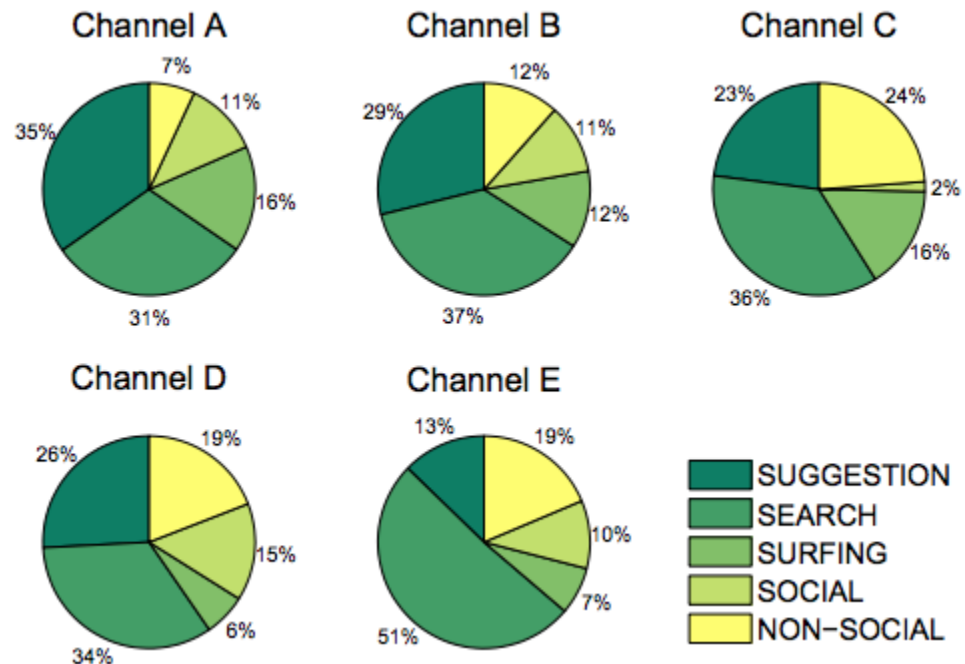 Channel A
7%
11%
16%
31%
35%
Channel B
12%
11%
12%
37%
29%
Channel C
24%
2%
16%
36%
23%
Channel D
19%
15%
6%
34%
26%
Channel E
19%
10%
7%
51%
13%
SUGGESTION
SEARCH
SURFING
SOCIAL
NON−SOCIAL